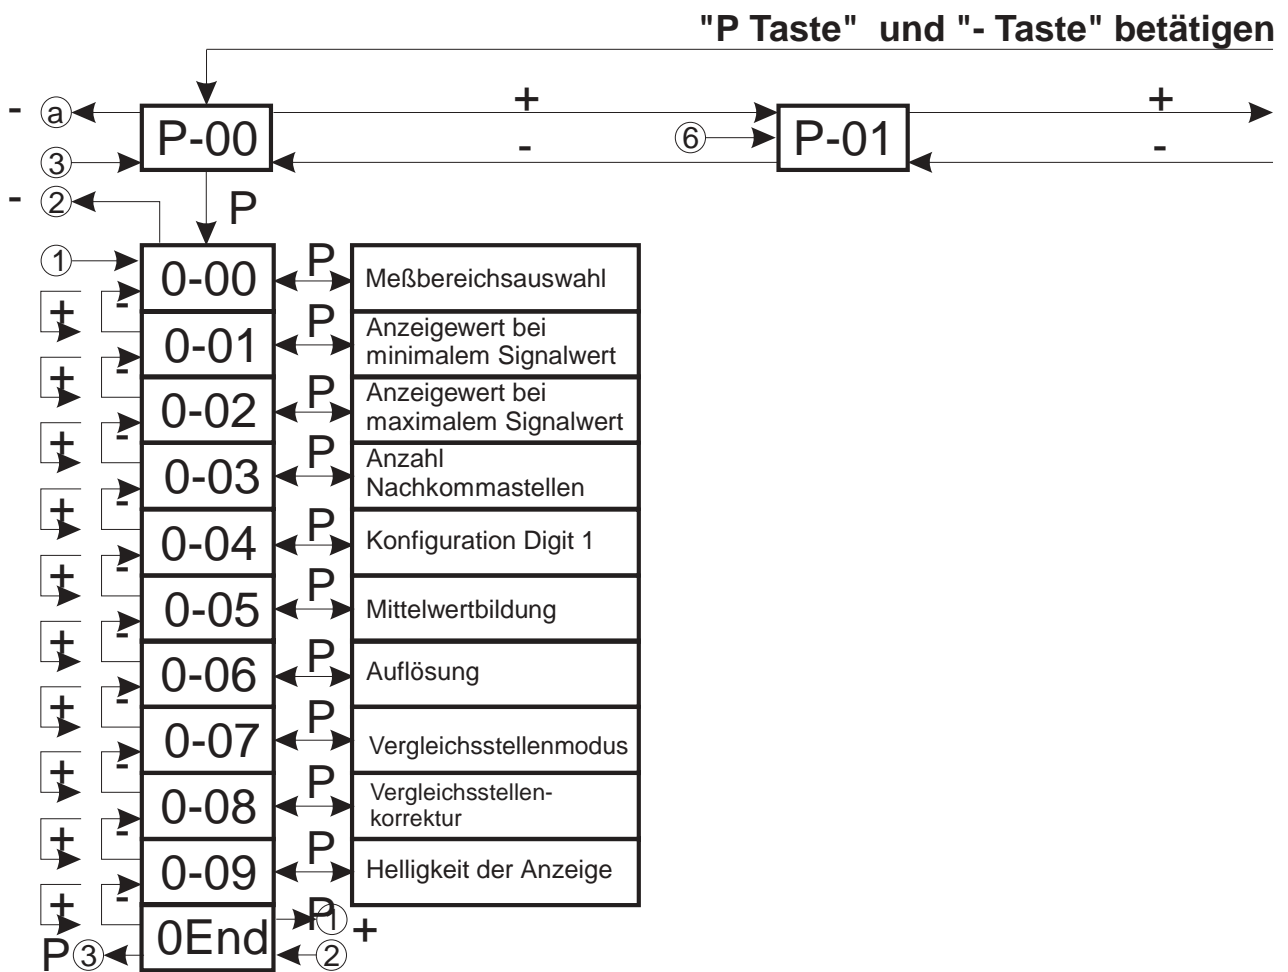 "P Taste" und "- Taste" betätigen
- a + +
P-00 6 P-01
3 - -
- 2 P
1 0-00 P Meßbereichsauswahl
+ -
0-01 P Anzeigewert bei
minimalem Signalwert
+ -
0-02 P Anzeigewert bei
maximalem Signalwert
+ -
0-03 P Anzahl
Nachkommastellen
+ -
0-04 P Konfiguration Digit 1
+ -
0-05 P Mittelwertbildung
+ -
0-06 P Auflösung
+ -
0-07 P Vergleichsstellenmodus
+ -
0-08 P Vergleichsstellen-
korrektur
+ -
0-09 P Helligkeit der Anzeige
+ -
0End P 1 +
P 3 2